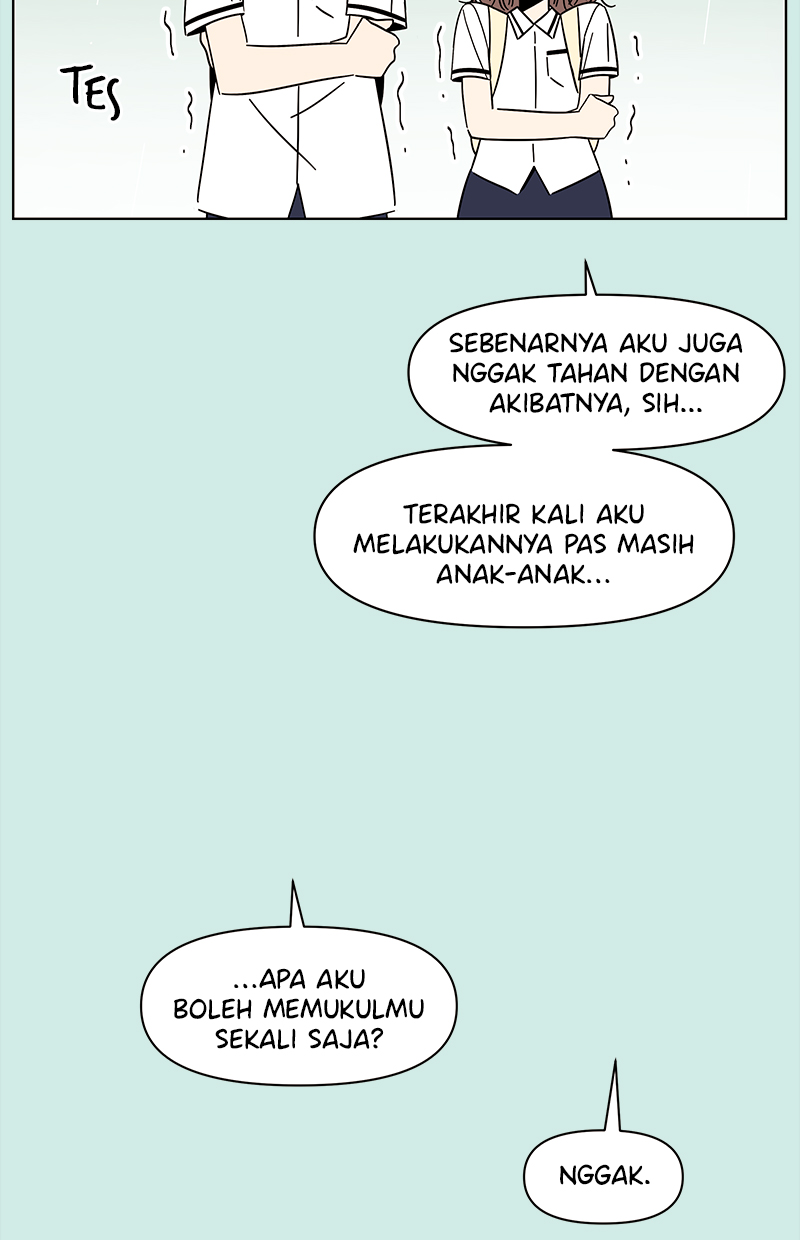 TES
SEBENARNYA AKU JUGA
NGGAK TAHAN DENGAN
AKIBATNYA, SIH...
TERAKHIR KALI AKU
MELAKUKANNYA PAS MASIH
ANAK-ANAK...
...APA AKU
BOLEH MEMUKULMU
SEKALI SAJA?
NGGAK.